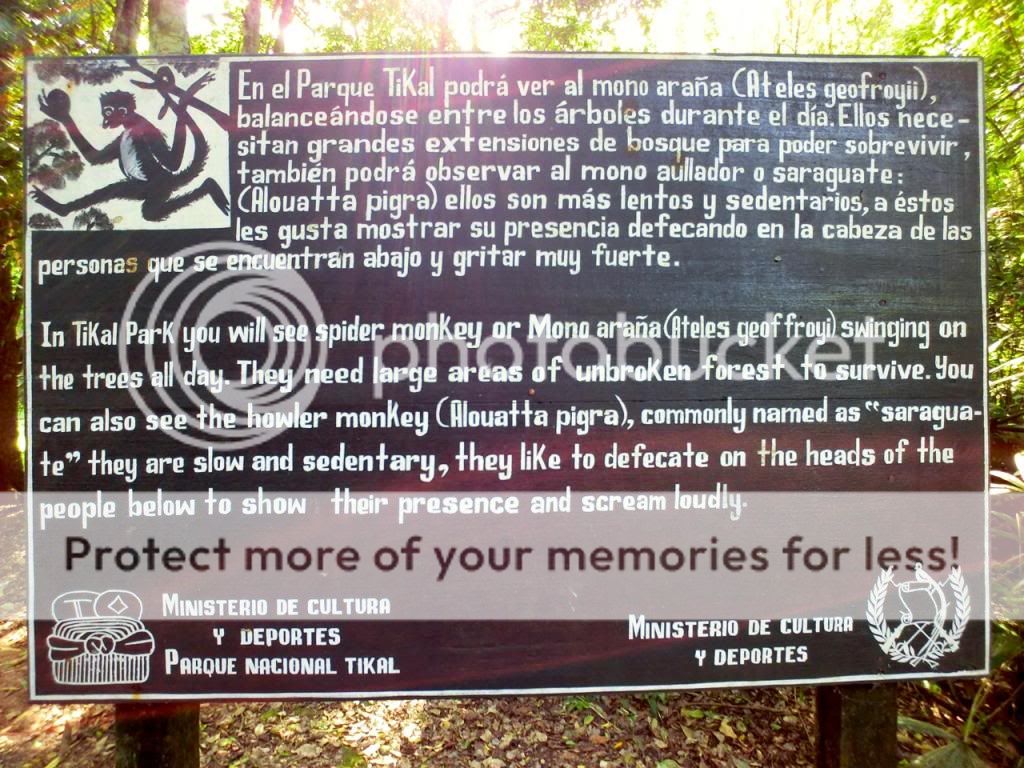 En el Parque Tikal podrá ver al mono araña (Ateles geofroyii),
balanceándose entre los árboles durante el día. Ellos nece-
sitan grandes extensiones de bosque para poder sobrevivir,
también podrá observar al mono aullador o saraguate:
(Alouatta pigra) ellos son más lentos y sedentarios, a éstos
les gusta mostrar su presencia defecando en la cabeza de las
personas que se encuentran abajo y gritar muy fuerte.
In Tikal Park you will see spider monkey or Mono araña (Ateles geoffroyi) swinging on
the trees all day. They need large areas of unbroken forest to survive. You
can also see the howler monkey (Alouatta pigra), commonly named as "saragua-
te" they are slow and sedentary, they like to defecate on the heads of the
people below to show their presence and scream loudly.
photobucket
Protect more of your memories for less!
MINISTERIO DE CULTURA
Y DEPORTES
PARQUE NACIONAL TIKAL
MINISTERIO DE CULTURA
Y DEPORTES